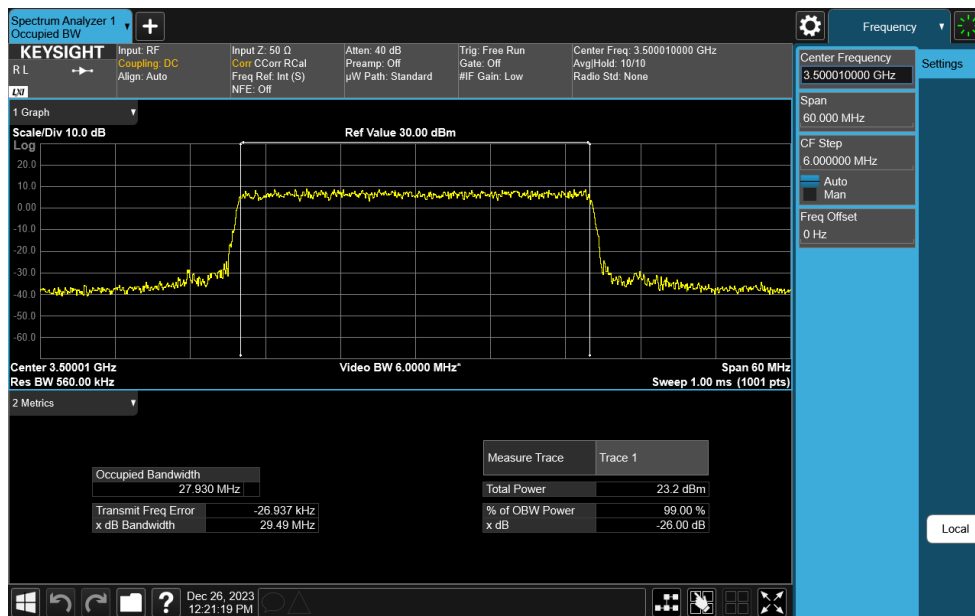 Spectrum Analyzer 1
Occupied BW
Frequency
KEYSIGHT
R L
LXI
Input: RF
Coupling: DC
Align: Auto
Input Z: 50 Ω
Corr CCorr RCal
Freq Ref: Int (S)
NFE: Off
Atten: 40 dB
Preamp: Off
µW Path: Standard
Trig: Free Run
Gate: Off
#IF Gain: Low
Center Freq: 3.500010000 GHz
Avg|Hold: 10/10
Radio Std: None
Center Frequency
3.500010000 GHz
Settings
Span
60.000 MHz
CF Step
6.000000 MHz
Auto
Man
Freq Offset
0 Hz
Local
1 Graph
Scale/Div 10.0 dB
Ref Value 30.00 dBm
Log
20.0
10.0
0.00
-10.0
-20.0
-30.0
-40.0
-50.0
-60.0
Center 3.50001 GHz
Video BW 6.0000 MHz*
Span 60 MHz
Res BW 560.00 kHz
Sweep 1.00 ms (1001 pts)
2 Metrics
Measure Trace
Trace 1
Occupied Bandwidth
27.930 MHz
Total Power
23.2 dBm
Transmit Freq Error
-26.937 kHz
% of OBW Power
99.00 %
x dB Bandwidth
29.49 MHz
x dB
-26.00 dB
?
Dec 26, 2023
12:21:19 PM